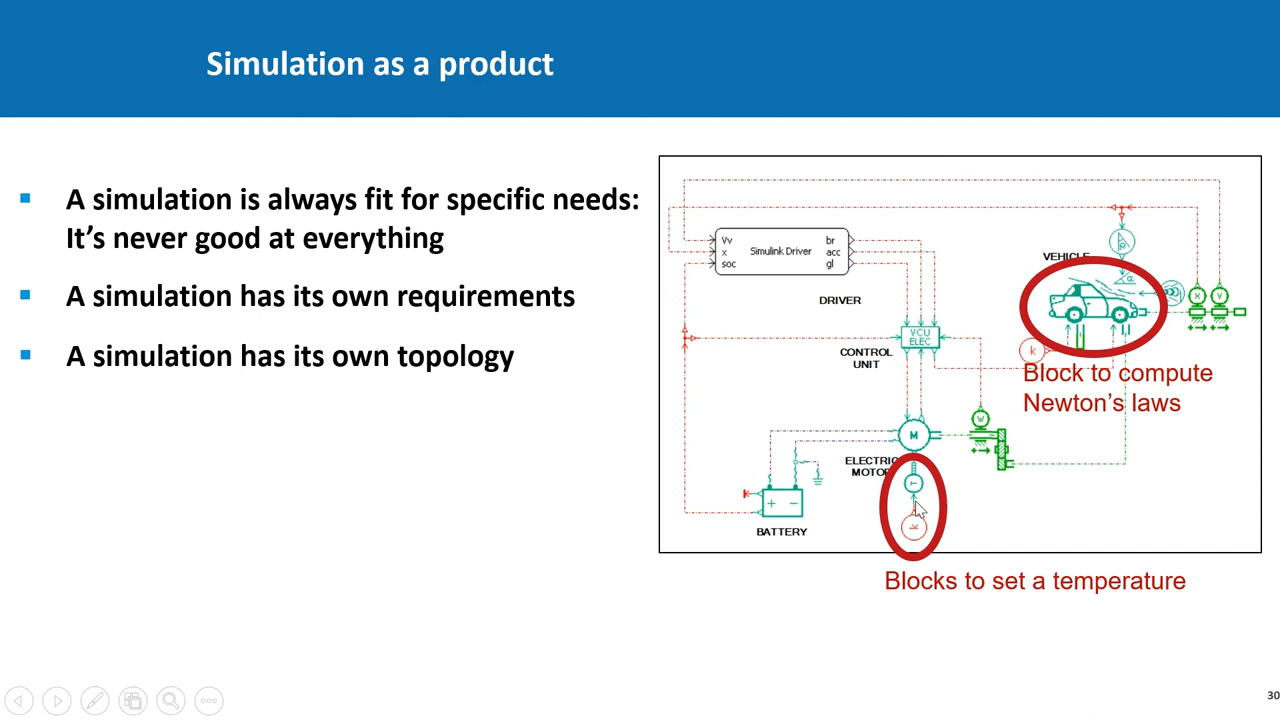 Simulation as a product
A simulation is always fit for specific needs:
It's never good at everything
A simulation has its own requirements
A simulation has its own topology
Vv
x
soc
Simulink Driver
br
acc
gl
DRIVER
VEHICLE
α
X
V
VCU
ELEC
CONTROL
UNIT
k
Block to compute
Newton's laws
W
M
ELECTRIC
MOTOR
T
k
+ −
BATTERY
Blocks to set a temperature
30